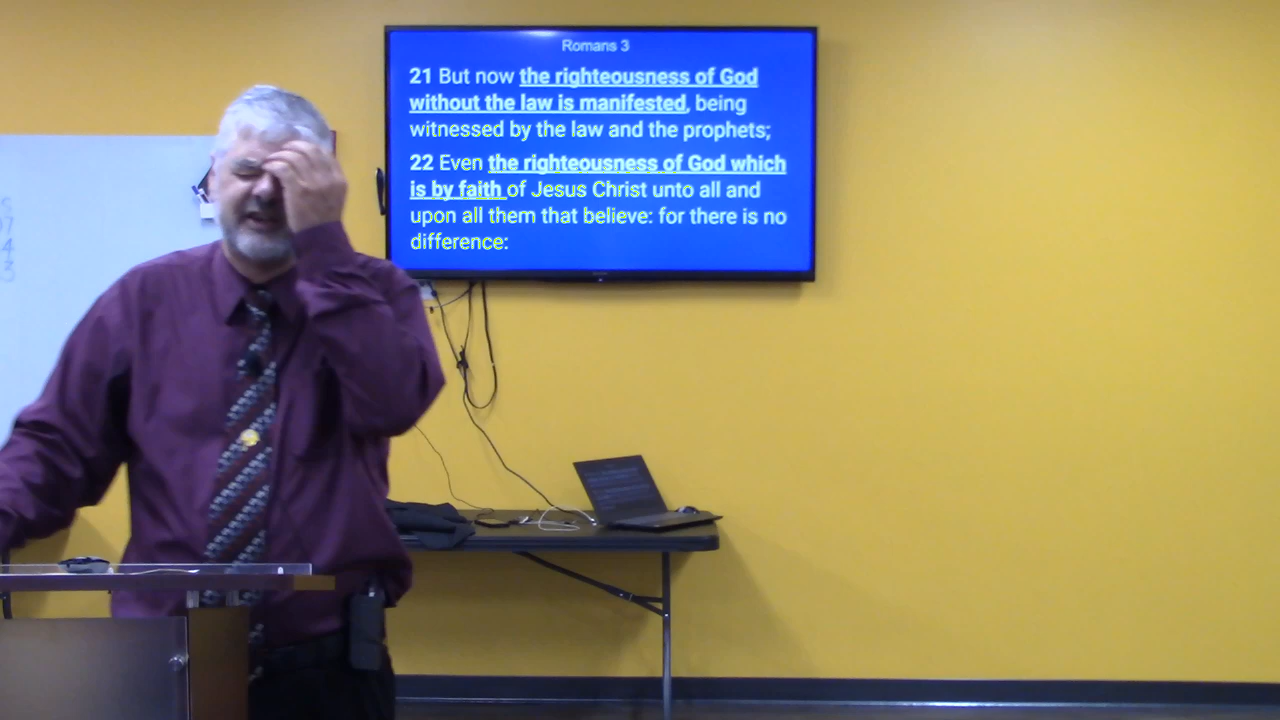 Romans 3
21 But now the righteousness of God
without the law is manifested, being
witnessed by the law and the prophets;
22 Even the righteousness of God which
is by faith of Jesus Christ unto all and
upon all them that believe: for there is no
difference: